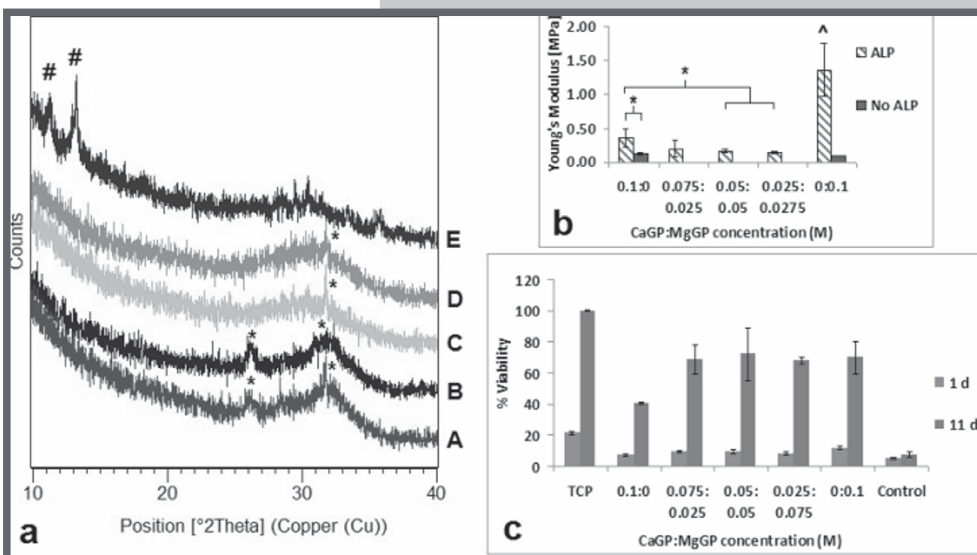 # #
Counts
*
*
* *
* *
E
D
C
B
A
10 20 30 40
Position [°2Theta] (Copper (Cu))
a
Young's Modulus [MPa]
2.00
1.50
1.00
0.50
0.00
*
*
^
ALP
No ALP
0.1:0 0.075: 0.05: 0.025: 0:0.1
0.025 0.05 0.0275
CaGP:MgGP concentration (M)
b
% Viability
120
100
80
60
40
20
0
1 d
11 d
TCP 0.1:0 0.075: 0.05: 0.025: 0:0.1 Control
0.025 0.05 0.075
CaGP:MgGP concentration (M)
c